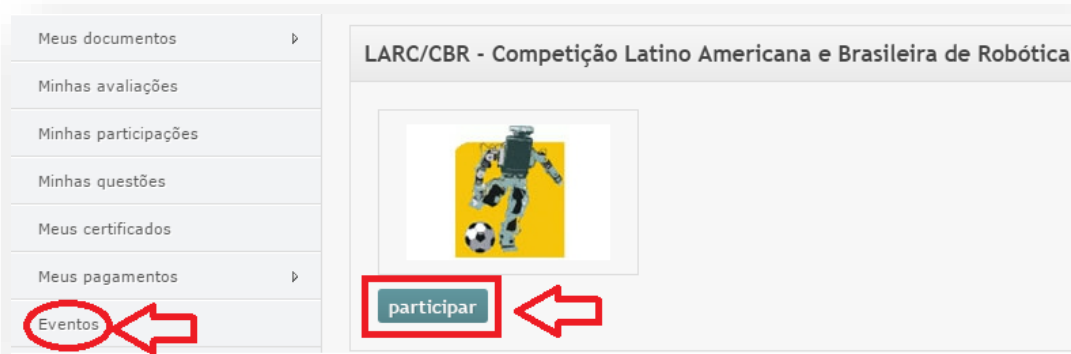 Meus documentos
Minhas avaliações
Minhas participações
Minhas questões
Meus certificados
Meus pagamentos
Eventos
LARC/CBR - Competição Latino Americana e Brasileira de Robótica
participar